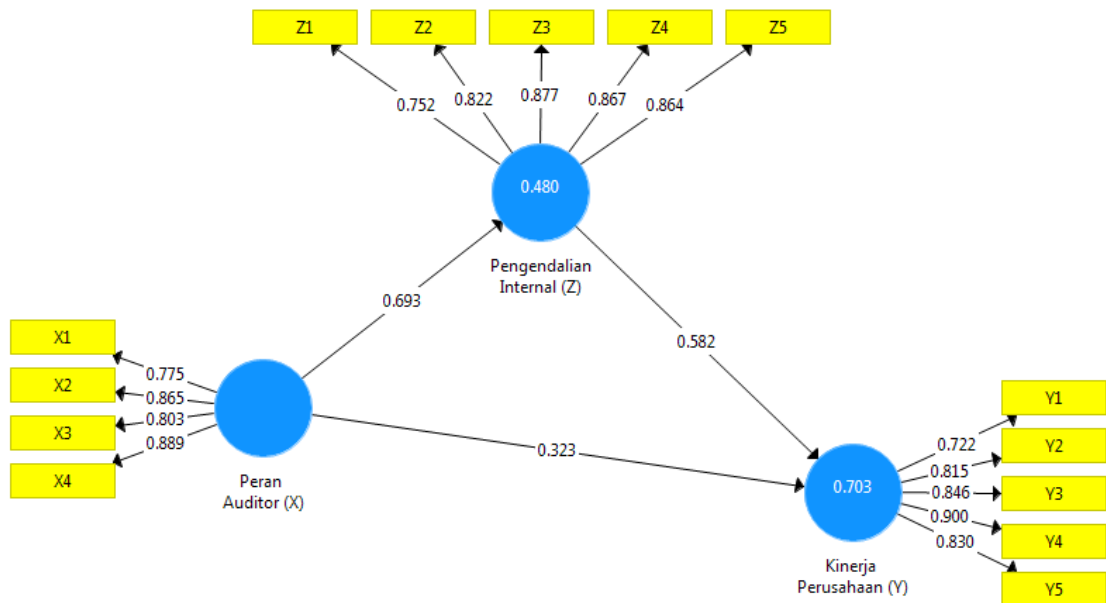 Z1
Z2
Z3
Z4
Z5
0.752
0.822
0.877
0.867
0.864
0.480
Pengendalian
Internal (Z)
0.693
0.582
X1
X2
X3
X4
0.775
0.865
0.803
0.889
Peran
Auditor (X)
0.323
0.703
Kinerja
Perusahaan (Y)
0.722
0.815
0.846
0.900
0.830
Y1
Y2
Y3
Y4
Y5